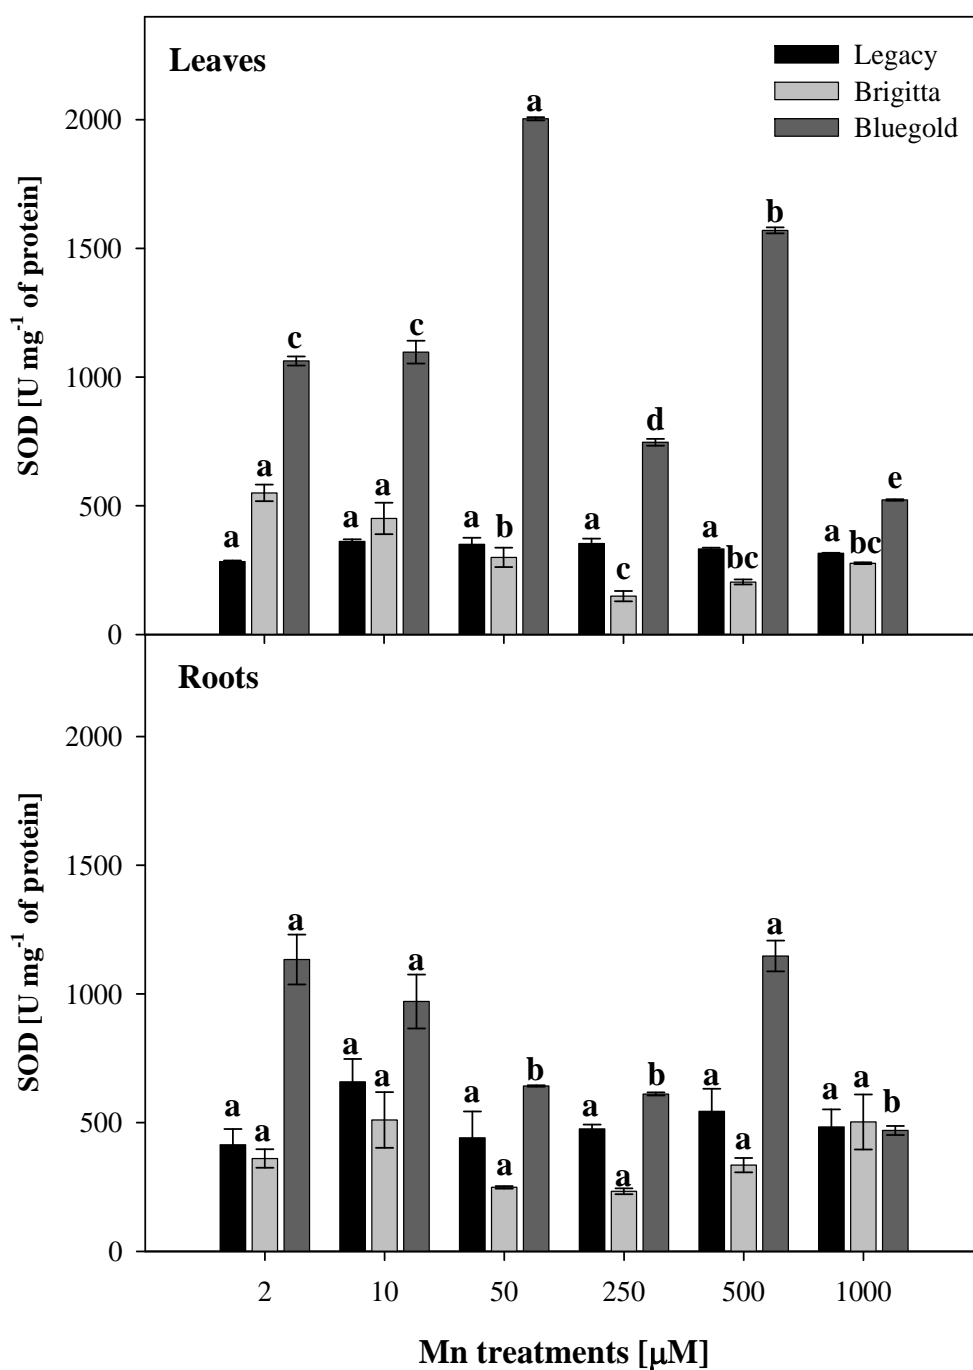 Leaves
Legacy
Brigitta
Bluegold
SOD [U mg⁻¹ of protein]
2000
1500
1000
500
0
a a c
a a c
a b a
a c d
a bc b
a bc e
Roots
SOD [U mg⁻¹ of protein]
2000
1500
1000
500
0
a a a
a a a
a a b
a a b
a a a
a a b
2 10 50 250 500 1000
Mn treatments [μM]